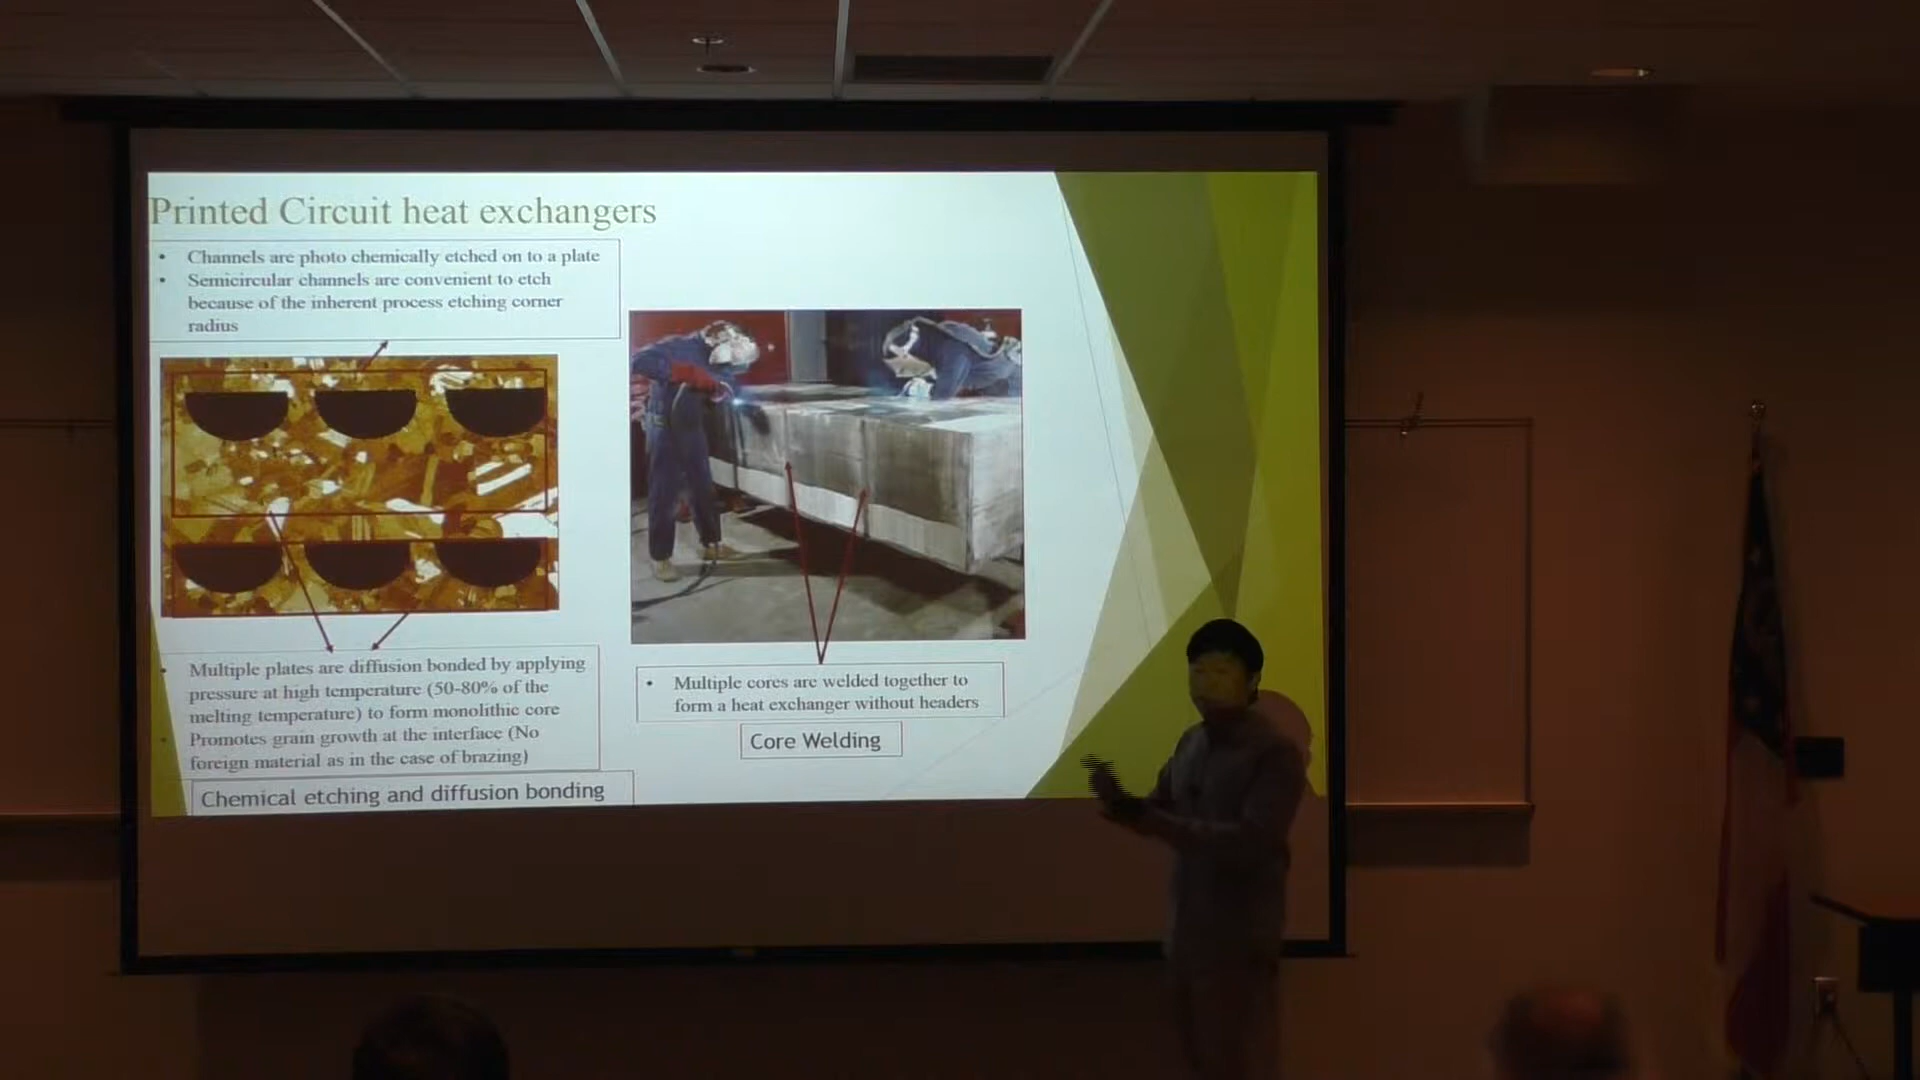 Printed Circuit heat exchangers
• Channels are photo chemically etched on to a plate
• Semicircular channels are convenient to etch
because of the inherent process etching corner
radius
• Multiple plates are diffusion bonded by applying
pressure at high temperature (50-80% of the
melting temperature) to form monolithic core
• Promotes grain growth at the interface (No
foreign material as in the case of brazing)
Chemical etching and diffusion bonding
• Multiple cores are welded together to
form a heat exchanger without headers
Core Welding